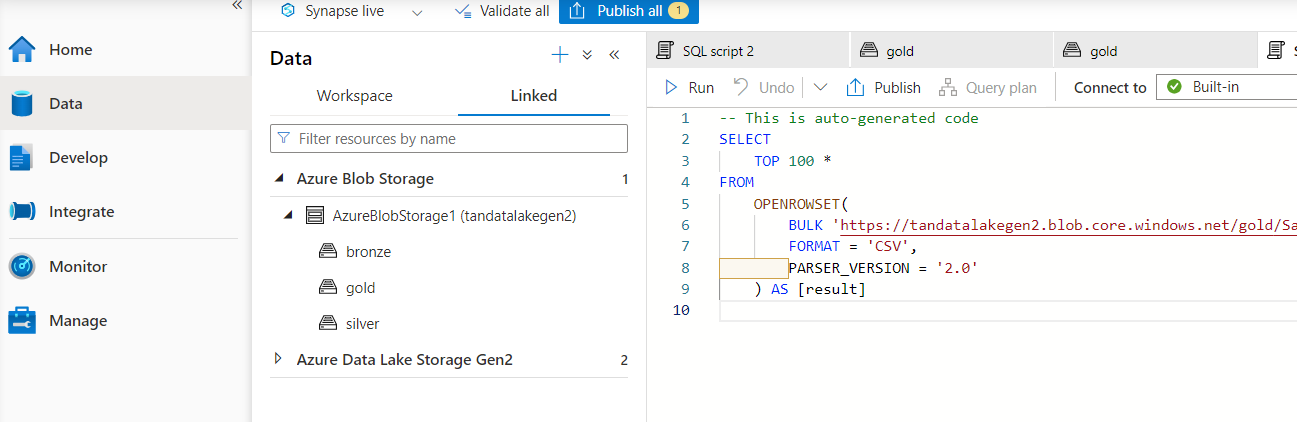 Synapse live
Validate all
Publish all
1
Home
Data
Develop
Integrate
Monitor
Manage
Data
Workspace
Linked
Filter resources by name
Azure Blob Storage 1
AzureBlobStorage1 (tandatalakegen2)
bronze
gold
silver
Azure Data Lake Storage Gen2 2
SQL script 2
gold
gold
Run
Undo
Publish
Query plan
Connect to
Built-in
1 -- This is auto-generated code
2 SELECT
3 TOP 100 *
4 FROM
5 OPENROWSET(
6 BULK 'https://tandatalakegen2.blob.core.windows.net/gold/Sa
7 FORMAT = 'CSV',
8 PARSER_VERSION = '2.0'
9 ) AS [result]
10